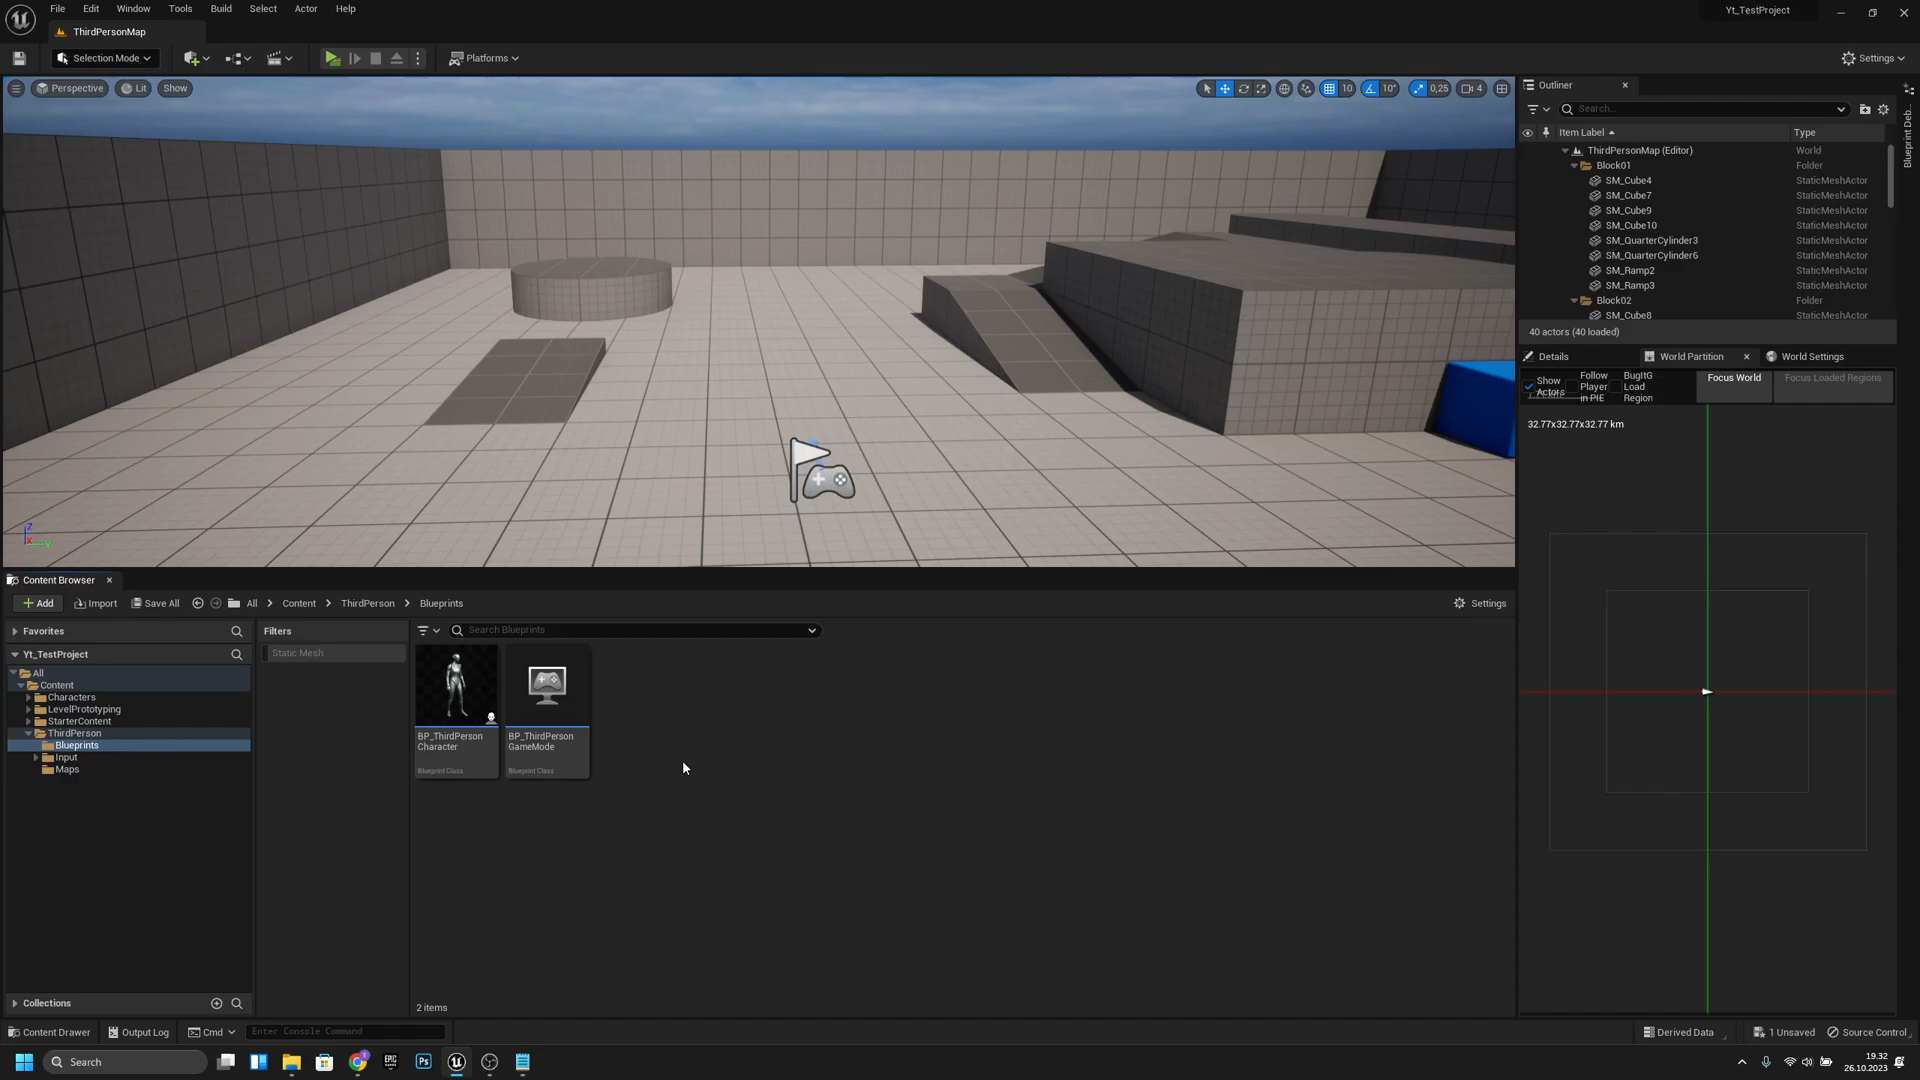 File Edit Window Tools Build Select Actor Help
Yt_TestProject
ThirdPersonMap
Selection Mode
Platforms
Settings
Perspective Lit Show
10 10° 0,25 4
Z
X Y
Outliner
Search...
Item Label Type
ThirdPersonMap (Editor) World
Block01 Folder
SM_Cube4 StaticMeshActor
SM_Cube7 StaticMeshActor
SM_Cube9 StaticMeshActor
SM_Cube10 StaticMeshActor
SM_QuarterCylinder3 StaticMeshActor
SM_QuarterCylinder6 StaticMeshActor
SM_Ramp2 StaticMeshActor
SM_Ramp3 StaticMeshActor
Block02 Folder
SM_Cube8 StaticMeshActor
40 actors (40 loaded)
Blueprint Deb...
Details World Partition World Settings
Show Actors
Follow Player in PIE
BugItG Load Region
Focus World
Focus Loaded Regions
32.77x32.77x32.77 km
Content Browser
Add Import Save All All Content ThirdPerson Blueprints
Settings
Favorites
Yt_TestProject
All
Content
Characters
LevelPrototyping
StarterContent
ThirdPerson
Blueprints
Input
Maps
Collections
Filters
Static Mesh
Search Blueprints
BP_ThirdPerson
Character
Blueprint Class
BP_ThirdPerson
GameMode
Blueprint Class
2 items
Content Drawer Output Log Cmd Enter Console Command
Derived Data 1 Unsaved Source Control
Search
EPIC
Ps
19.32
26.10.2023